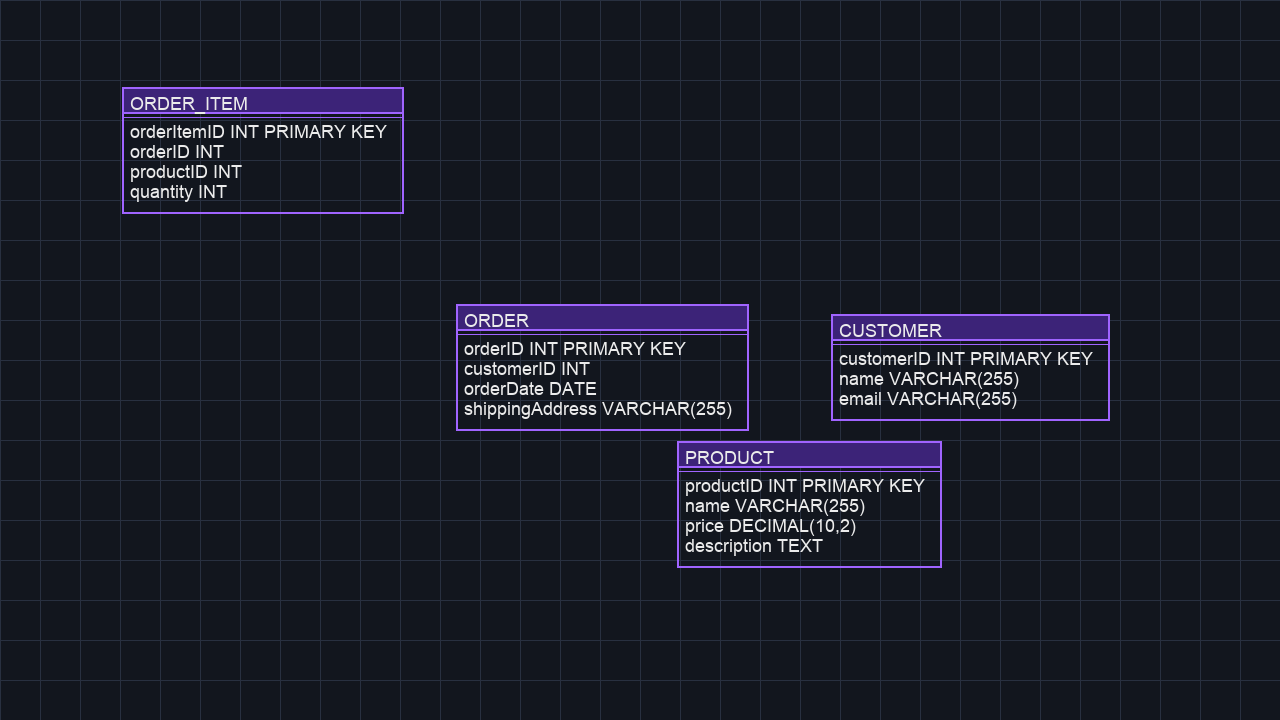 ORDER_ITEM
orderItemID INT PRIMARY KEY
orderID INT
productID INT
quantity INT
ORDER
orderID INT PRIMARY KEY
customerID INT
orderDate DATE
shippingAddress VARCHAR(255)
CUSTOMER
customerID INT PRIMARY KEY
name VARCHAR(255)
email VARCHAR(255)
PRODUCT
productID INT PRIMARY KEY
name VARCHAR(255)
price DECIMAL(10,2)
description TEXT